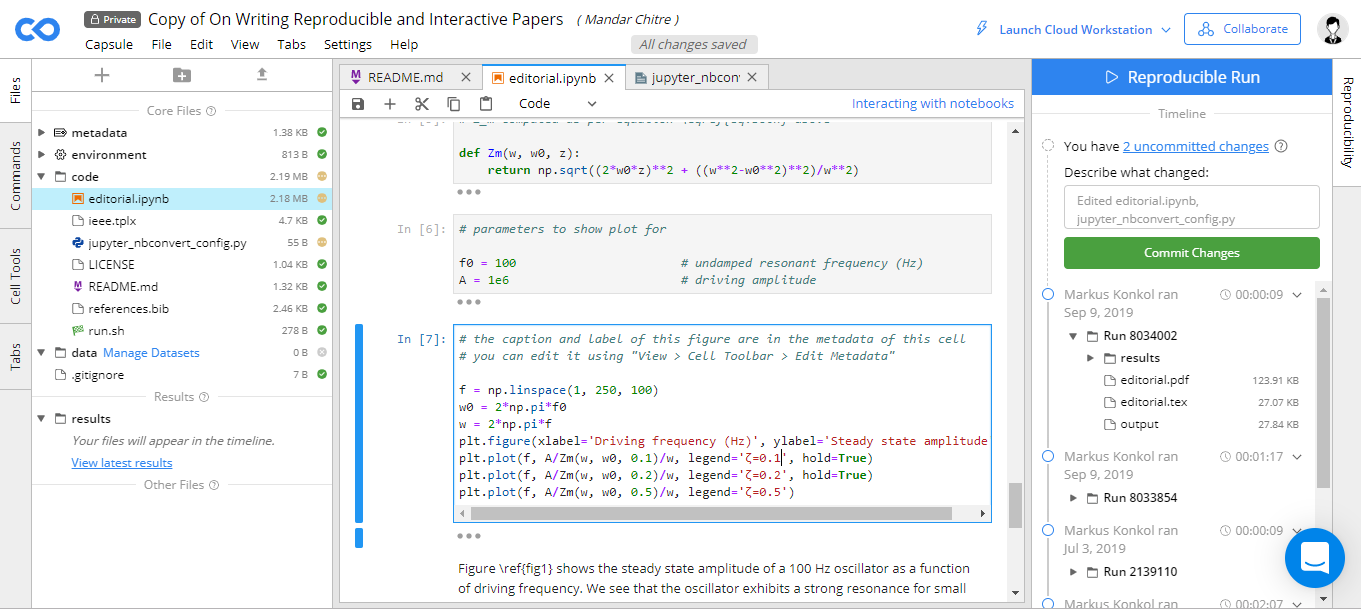 Private Copy of On Writing Reproducible and Interactive Papers ( Mandar Chitre )
Capsule File Edit View Tabs Settings Help
All changes saved
Launch Cloud Workstation
Collaborate
Files
Commands
Cell Tools
Tabs
Core Files
metadata 1.38 KB
environment 813 B
code 2.19 MB
editorial.ipynb 2.18 MB
ieee.tplx 4.7 KB
jupyter_nbconvert_config.py 55 B
LICENSE 1.04 KB
README.md 1.32 KB
references.bib 2.46 KB
run.sh 278 B
data Manage Datasets 0 B
.gitignore 7 B
Results
results
Your files will appear in the timeline.
View latest results
Other Files
README.md
editorial.ipynb
jupyter_nbconv
Code
Interacting with notebooks
def Zm(w, w0, z):
return np.sqrt((2*w0*z)**2 + ((w**2-w0**2)**2)/w**2)
In [6]:
# parameters to show plot for
f0 = 100 # undamped resonant frequency (Hz)
A = 1e6 # driving amplitude
In [7]:
# the caption and label of this figure are in the metadata of this cell
# you can edit it using "View > Cell Toolbar > Edit Metadata"
f = np.linspace(1, 250, 100)
w0 = 2*np.pi*f0
w = 2*np.pi*f
plt.figure(xlabel='Driving frequency (Hz)', ylabel='Steady state amplitude
plt.plot(f, A/Zm(w, w0, 0.1)/w, legend='ζ=0.1', hold=True)
plt.plot(f, A/Zm(w, w0, 0.2)/w, legend='ζ=0.2', hold=True)
plt.plot(f, A/Zm(w, w0, 0.5)/w, legend='ζ=0.5')
Figure \ref{fig1} shows the steady state amplitude of a 100 Hz oscillator as a function
of driving frequency. We see that the oscillator exhibits a strong resonance for small
Reproducible Run
Timeline
You have 2 uncommitted changes
Describe what changed:
Edited editorial.ipynb,
jupyter_nbconvert_config.py
Commit Changes
Markus Konkol ran 00:00:09
Sep 9, 2019
Run 8034002
results
editorial.pdf 123.91 KB
editorial.tex 27.07 KB
output 27.84 KB
Markus Konkol ran 00:01:17
Sep 9, 2019
Run 8033854
Markus Konkol ran 00:00:09
Jul 3, 2019
Run 2139110
Markus Konkol ran 00:02:07
Reproducibility